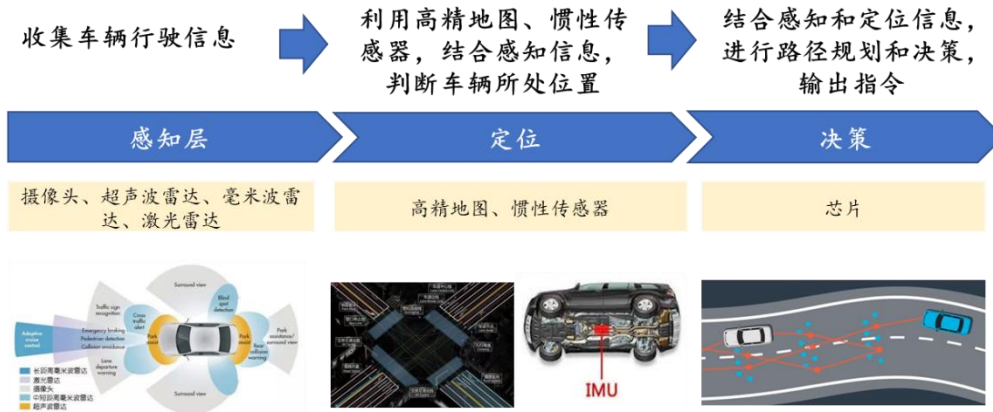 收集车辆行驶信息
利用高精地图、惯性传
感器，结合感知信息，
判断车辆所处位置
结合感知和定位信息，
进行路径规划和决策，
输出指令
感知层
定位
决策
摄像头、超声波雷达、毫米波雷
达、激光雷达
高精地图、惯性传感器
芯片
Surround view
Traffic sign
recognition
Blind
spot
detection
Cross
traffic
alert
Adaptive
cruise
control
Emergency braking
Pedestrian detection
Collision avoidance
Park
assist
Park
assist
Park
assistance/
surround view
Rear
collision
warning
Lane
departure
warning
Surround view
长距离毫米波雷达
激光雷达
摄像头
中短距离毫米波雷达
超声波雷达
IMU